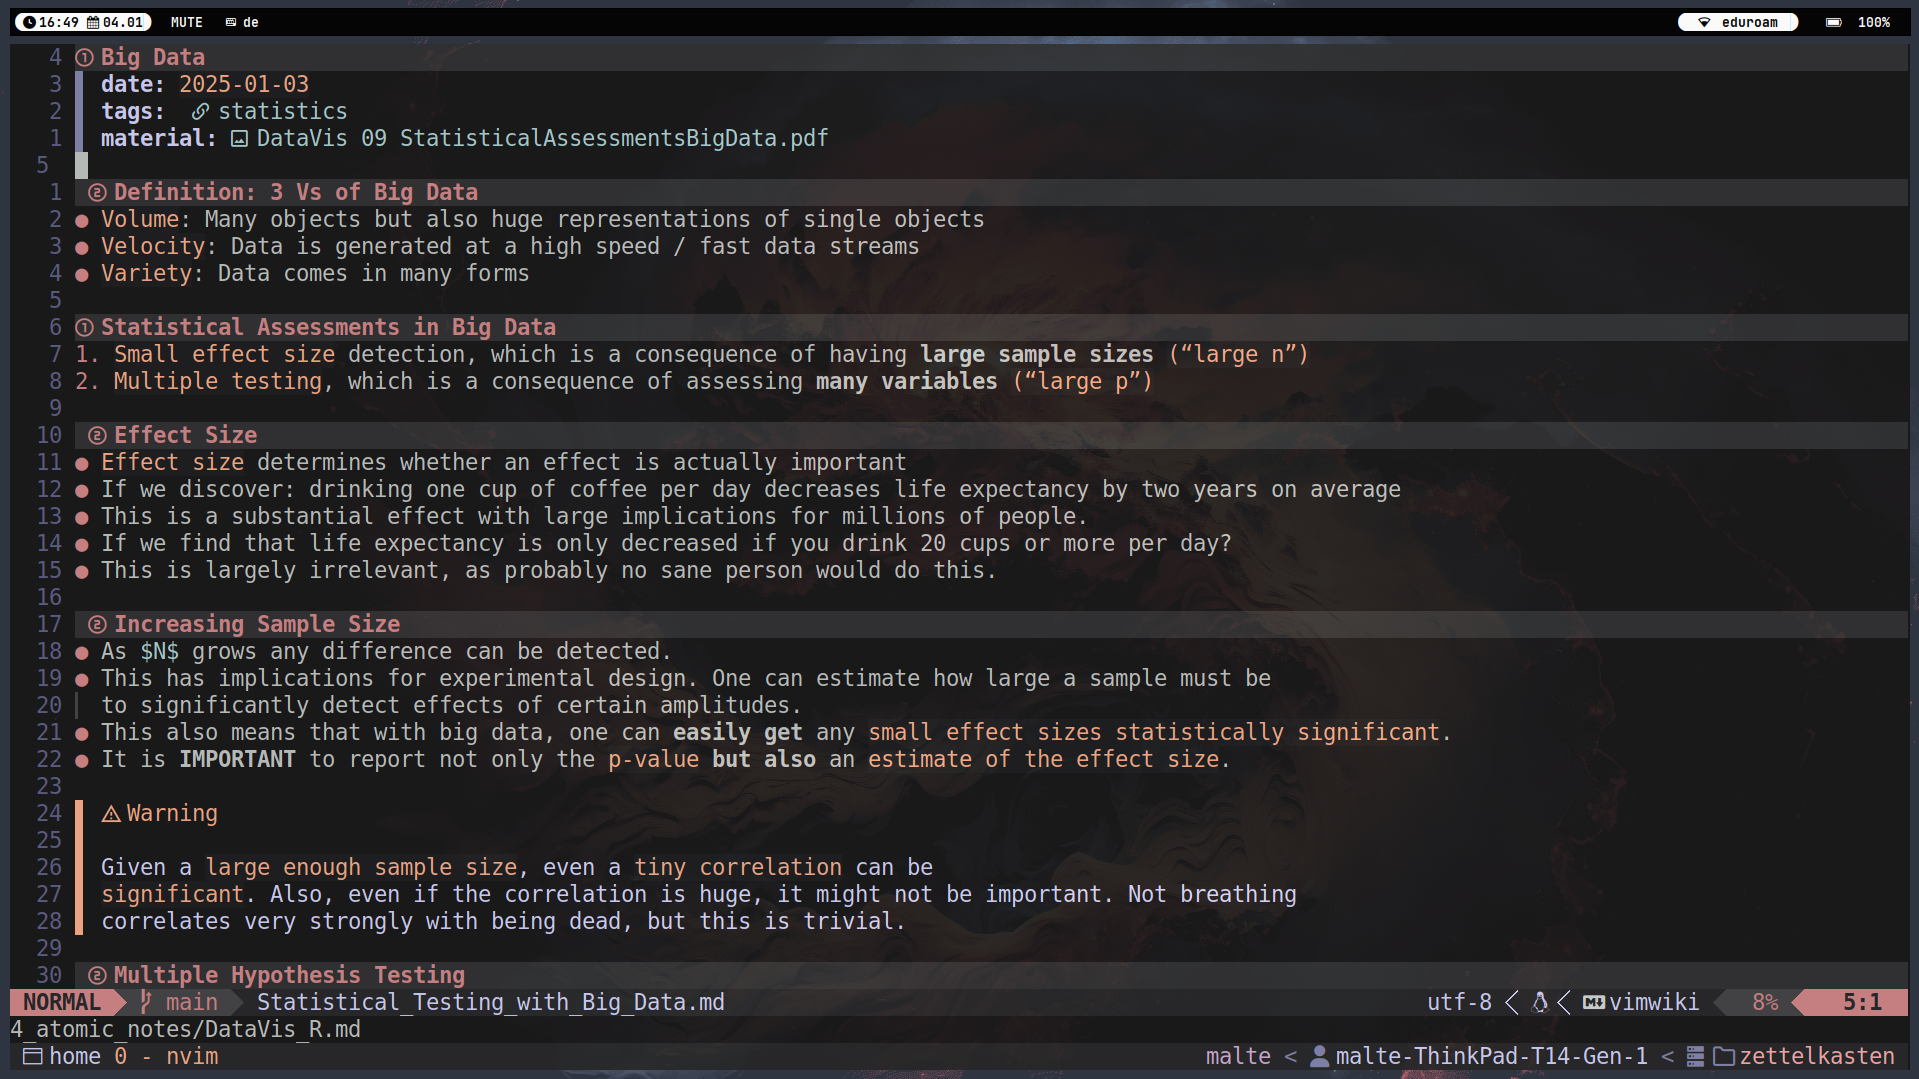 16:49 04.01 MUTE de eduroam 100%
4 ① Big Data
3 date: 2025-01-03
2 tags: statistics
1 material: DataVis 09 StatisticalAssessmentsBigData.pdf
5
1 ② Definition: 3 Vs of Big Data
2 ● Volume: Many objects but also huge representations of single objects
3 ● Velocity: Data is generated at a high speed / fast data streams
4 ● Variety: Data comes in many forms
5
6 ① Statistical Assessments in Big Data
7 1. Small effect size detection, which is a consequence of having large sample sizes (“large n”)
8 2. Multiple testing, which is a consequence of assessing many variables (“large p”)
9
10 ② Effect Size
11 ● Effect size determines whether an effect is actually important
12 ● If we discover: drinking one cup of coffee per day decreases life expectancy by two years on average
13 ● This is a substantial effect with large implications for millions of people.
14 ● If we find that life expectancy is only decreased if you drink 20 cups or more per day?
15 ● This is largely irrelevant, as probably no sane person would do this.
16
17 ② Increasing Sample Size
18 ● As $N$ grows any difference can be detected.
19 ● This has implications for experimental design. One can estimate how large a sample must be
20 to significantly detect effects of certain amplitudes.
21 ● This also means that with big data, one can easily get any small effect sizes statistically significant.
22 ● It is IMPORTANT to report not only the p-value but also an estimate of the effect size.
23
24 Warning
25
26 Given a large enough sample size, even a tiny correlation can be
27 significant. Also, even if the correlation is huge, it might not be important. Not breathing
28 correlates very strongly with being dead, but this is trivial.
29
30 ② Multiple Hypothesis Testing
NORMAL main Statistical_Testing_with_Big_Data.md utf-8 < < M vimwiki 8% 5:1
4_atomic_notes/DataVis_R.md
home 0 - nvim malte < malte-ThinkPad-T14-Gen-1 < zettelkasten